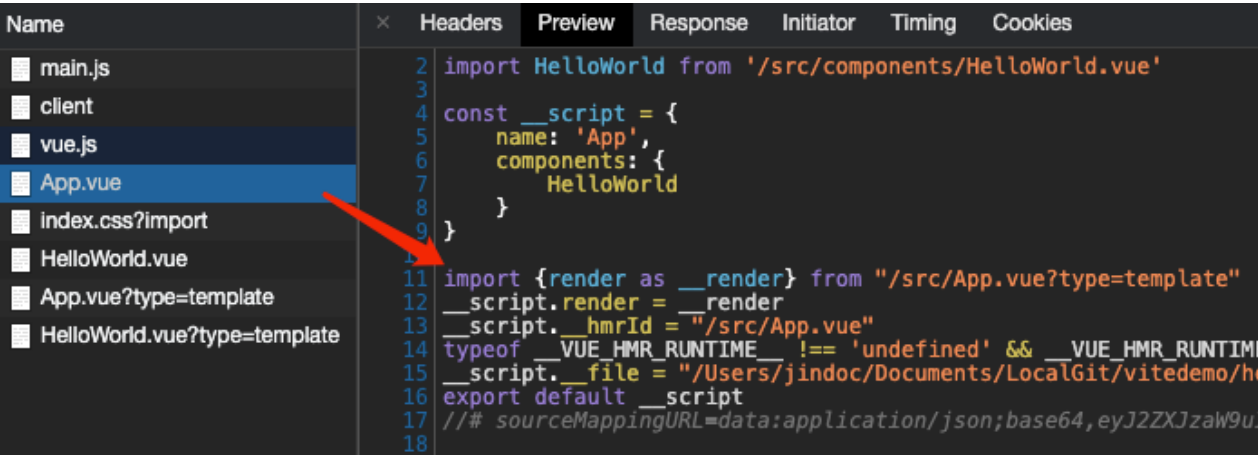 Name
× Headers Preview Response Initiator Timing Cookies
main.js
client
vue.js
App.vue
index.css?import
HelloWorld.vue
App.vue?type=template
HelloWorld.vue?type=template
2 import HelloWorld from '/src/components/HelloWorld.vue'
3
4 const __script = {
5     name: 'App',
6     components: {
7         HelloWorld
8     }
9 }
11 import {render as __render} from "/src/App.vue?type=template"
12 __script.render = __render
13 __script.__hmrId = "/src/App.vue"
14 typeof __VUE_HMR_RUNTIME__ !== 'undefined' && __VUE_HMR_RUNTIM
15 __script.__file = "/Users/jindoc/Documents/LocalGit/vitedemo/h
16 export default __script
17 //# sourceMappingURL=data:application/json;base64,eyJ2ZXJzaW9u
18